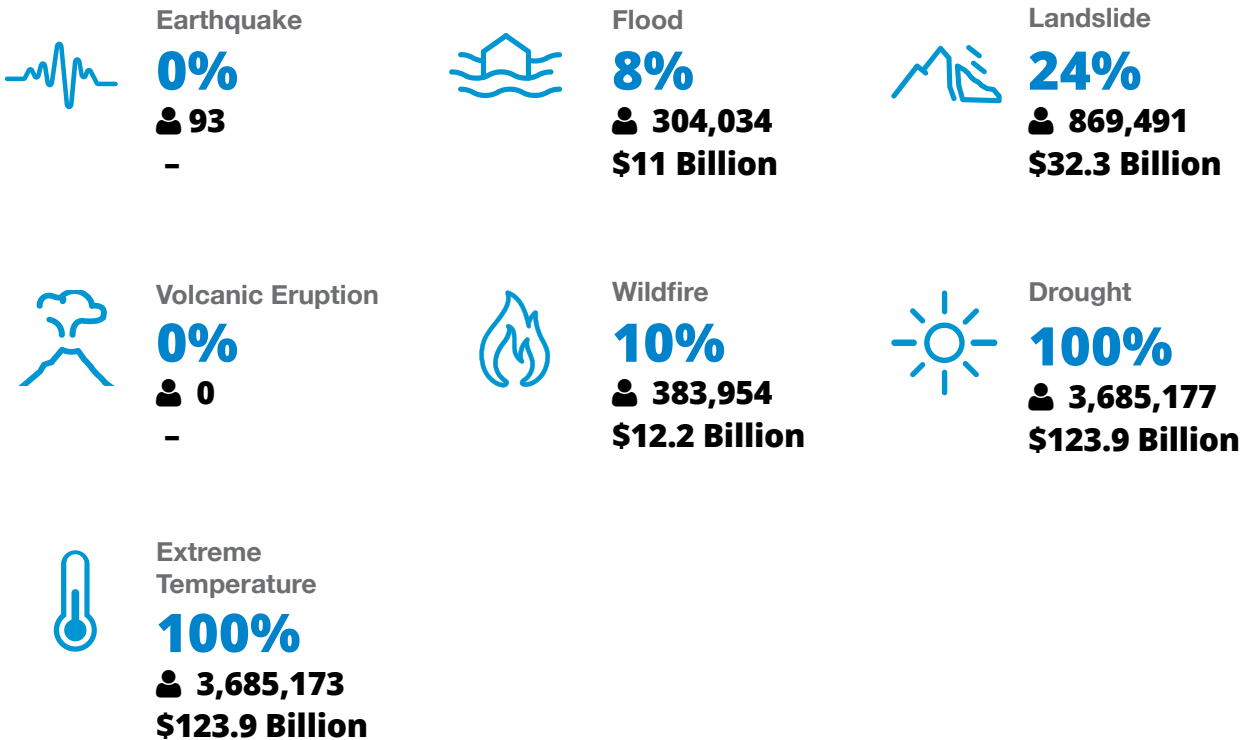 Earthquake
0%
93
–
Flood
8%
304,034
$11 Billion
Landslide
24%
869,491
$32.3 Billion
Volcanic Eruption
0%
0
–
Wildfire
10%
383,954
$12.2 Billion
Drought
100%
3,685,177
$123.9 Billion
Extreme
Temperature
100%
3,685,173
$123.9 Billion